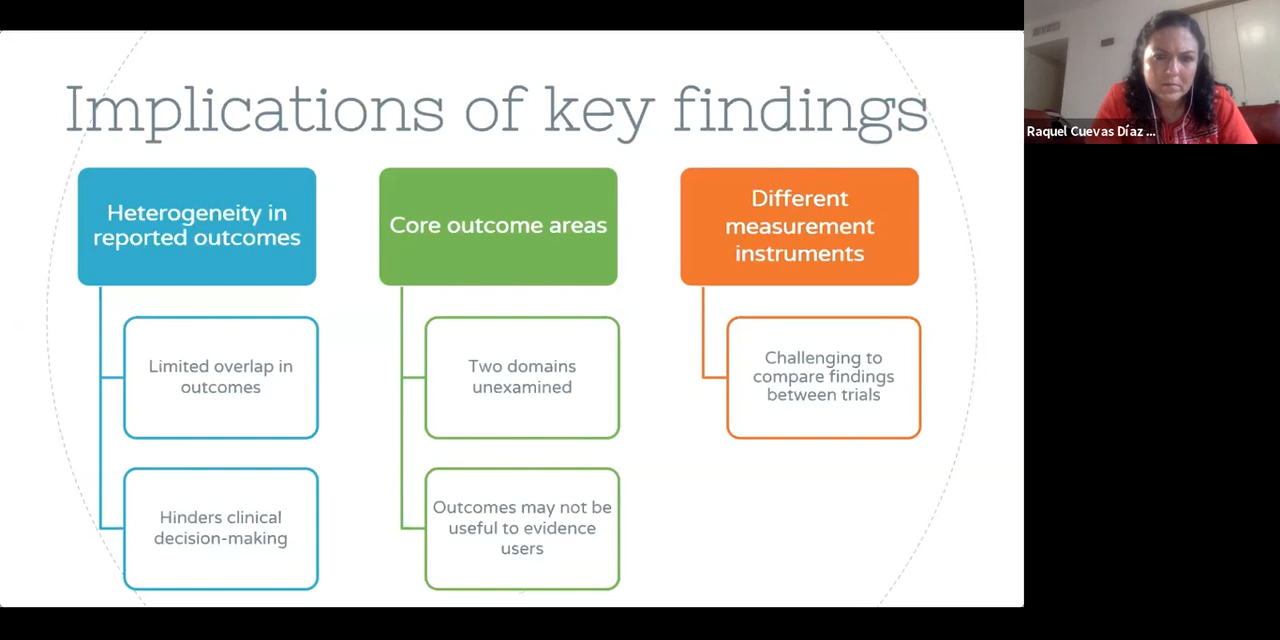 Implications of key findings
Heterogeneity in
reported outcomes
Limited overlap in
outcomes
Hinders clinical
decision-making
Core outcome areas
Two domains
unexamined
Outcomes may not be
useful to evidence
users
Different
measurement
instruments
Challenging to
compare findings
between trials
Raquel Cuevas Díaz ...